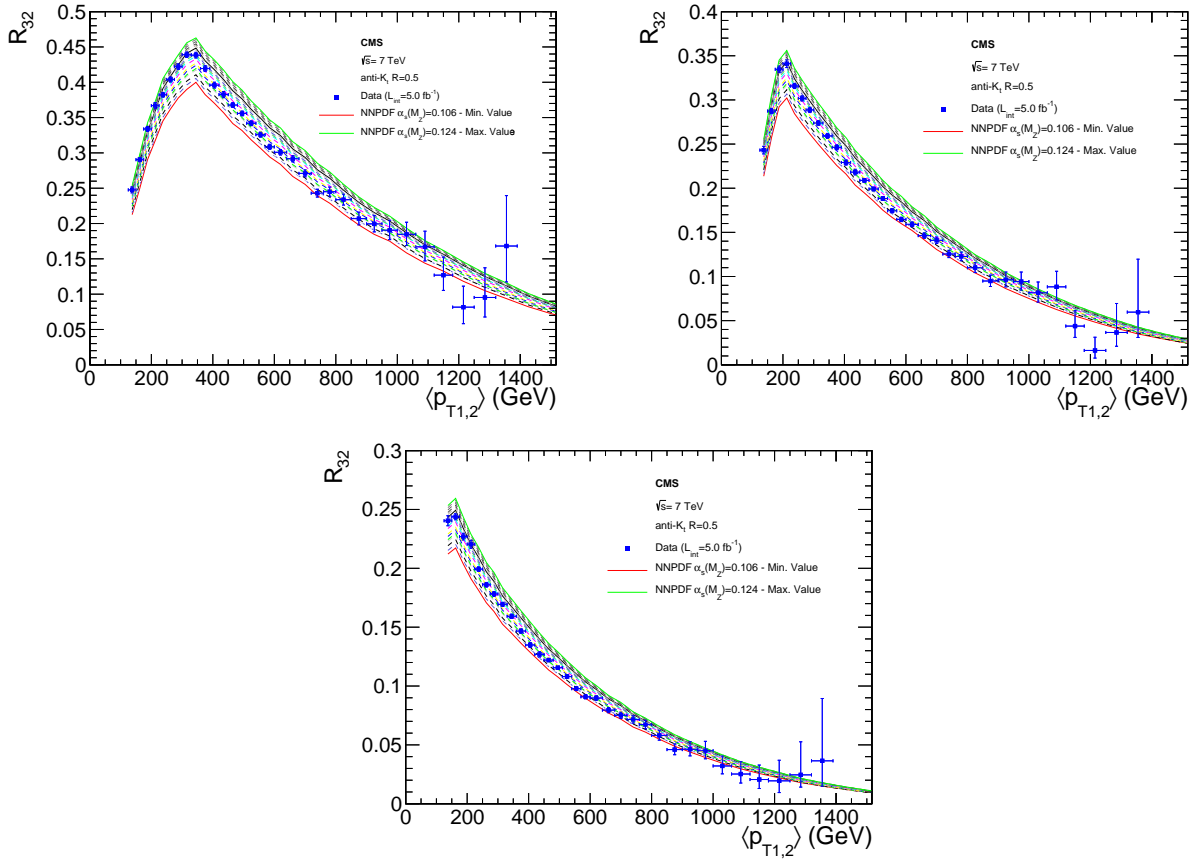 R32
CMS
√s= 7 TeV
anti-Kt R=0.5
Data (Lint=5.0 fb-1)
NNPDF αs(MZ)=0.106 - Min. Value
NNPDF αs(MZ)=0.124 - Max. Value
0.5
0.45
0.4
0.35
0.3
0.25
0.2
0.15
0.1
0.05
0
0 200 400 600 800 1000 1200 1400
⟨pT1,2⟩ (GeV)
R32
CMS
√s= 7 TeV
anti-Kt R=0.5
Data (Lint=5.0 fb-1)
NNPDF αs(MZ)=0.106 - Min. Value
NNPDF αs(MZ)=0.124 - Max. Value
0.4
0.35
0.3
0.25
0.2
0.15
0.1
0.05
0
0 200 400 600 800 1000 1200 1400
⟨pT1,2⟩ (GeV)
R32
CMS
√s= 7 TeV
anti-Kt R=0.5
Data (Lint=5.0 fb-1)
NNPDF αs(MZ)=0.106 - Min. Value
NNPDF αs(MZ)=0.124 - Max. Value
0.3
0.25
0.2
0.15
0.1
0.05
0
0 200 400 600 800 1000 1200 1400
⟨pT1,2⟩ (GeV)